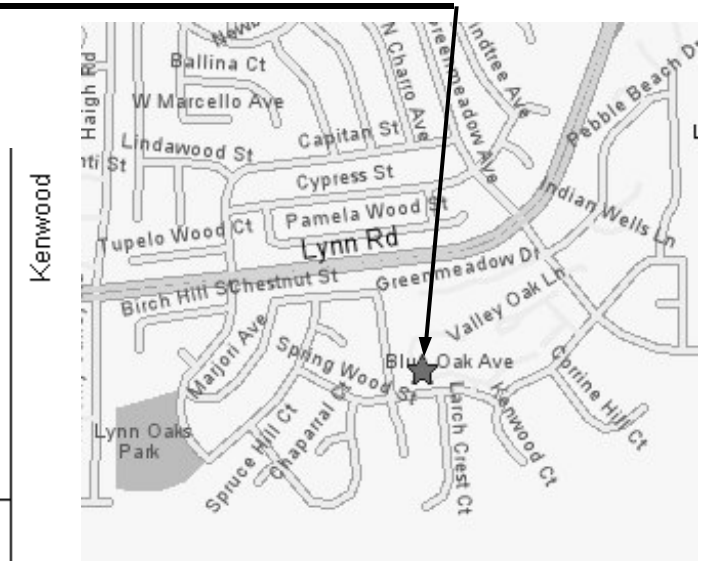 Ballina Ct
W Marcello Ave
Haigh Rd
N Charro Ave
Greenmeadow Ave
Pebble Beach Dr
Lindawood St
Capitan St
Cypress St
Pamela Wood St
Tupelo Wood Ct
Lynn Rd
Indian Wells Ln
Kenwood
Birch Hill St
Chestnut St
Greenmeadow Dr
Valley Oak Ln
Marjori Ave
Spring Wood St
Blue Oak Ave
Corrine Hill Ct
Lynn Oaks
Park
Spruce Hill Ct
Chaparral Ct
Larch Crest Ct
Kenwood Ct